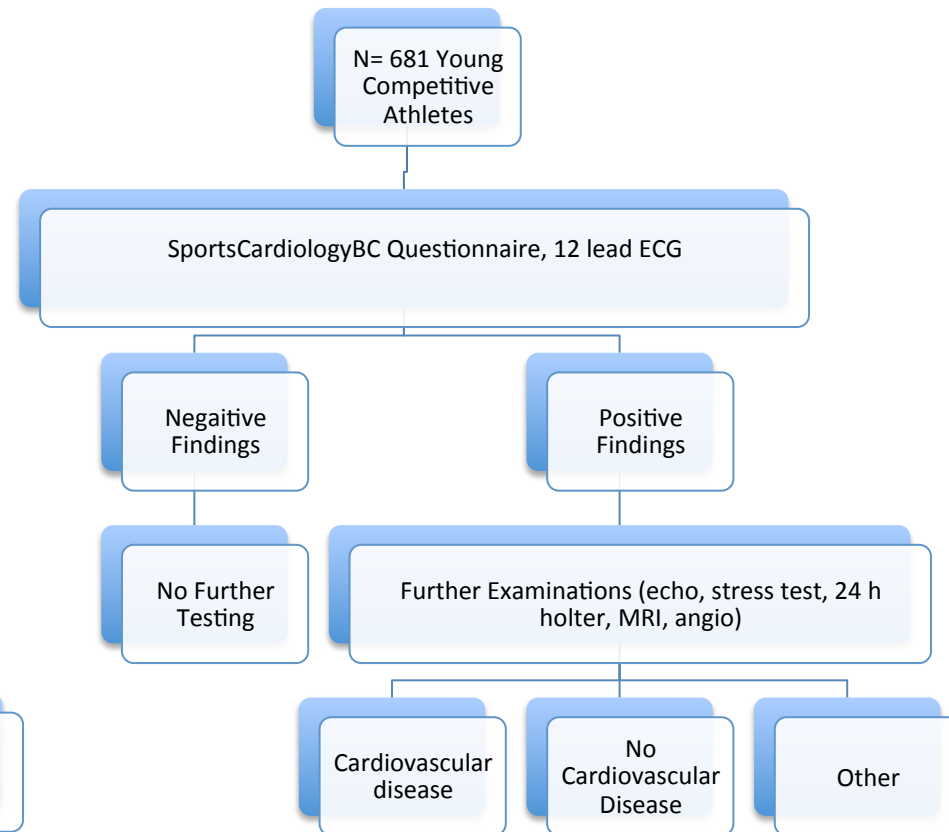 N= 681 Young
Competitive
Athletes
SportsCardiologyBC Questionnaire, 12 lead ECG
Negaitive
Findings
Positive
Findings
No Further
Testing
Further Examinations (echo, stress test, 24 h
holter, MRI, angio)
Cardiovascular
disease
No
Cardiovascular
Disease
Other